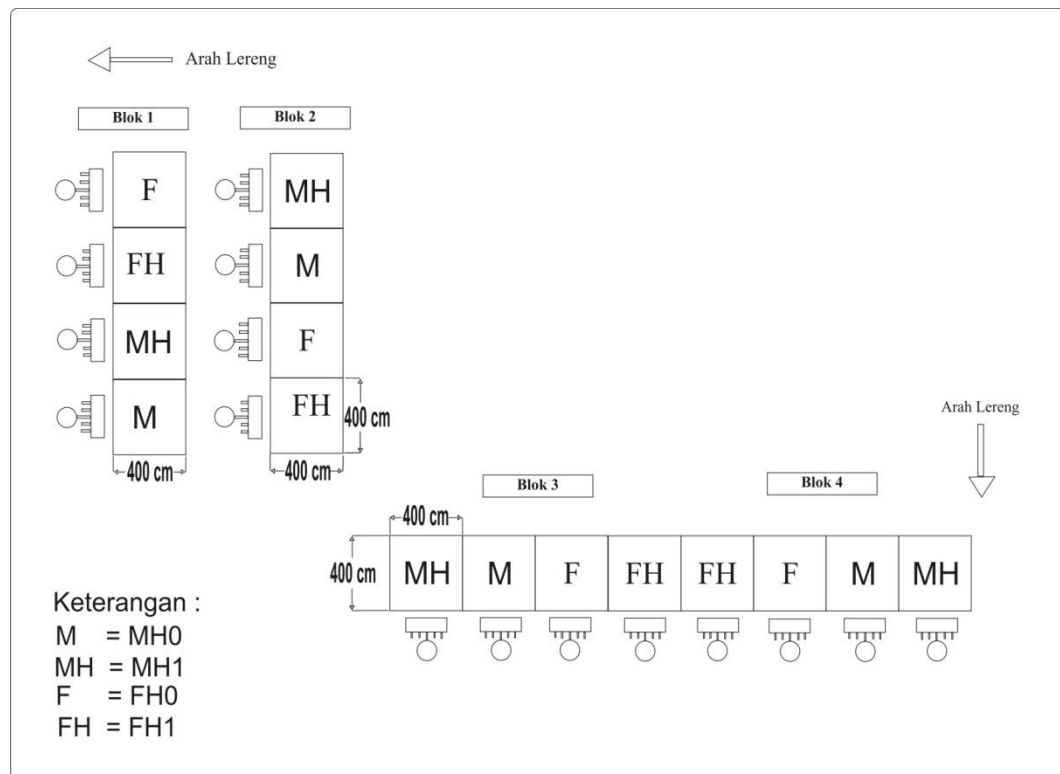 Arah Lereng
Blok 1
Blok 2
F
FH
MH
M
400 cm
MH
M
F
FH
400 cm
400 cm
Arah Lereng
Blok 3
Blok 4
400 cm
400 cm
MH M F FH FH F M MH
Keterangan :
M = MH0
MH = MH1
F = FH0
FH = FH1